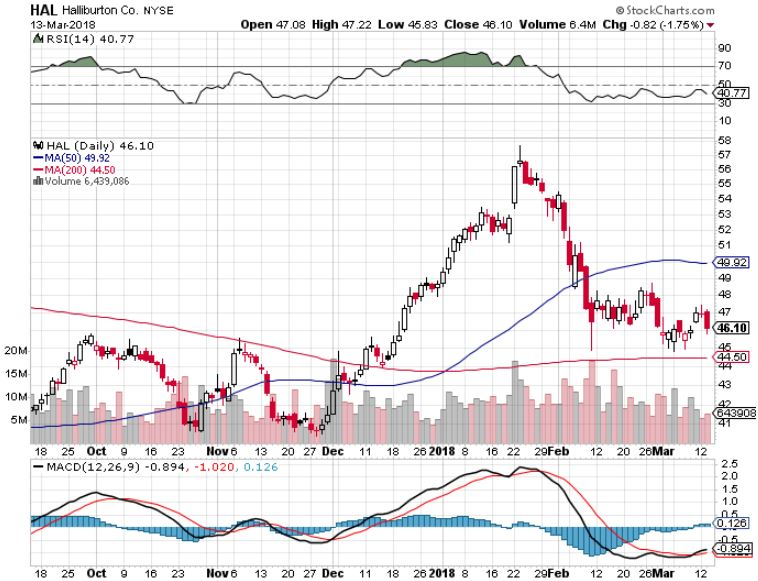 HAL Halliburton Co. NYSE © StockCharts.com
13-Mar-2018 Open 47.08 High 47.22 Low 45.83 Close 46.10 Volume 6.4M Chg -0.82 (-1.75%)
RSI(14) 40.77
90
70
50
40.77
30
10
HAL (Daily) 46.10
MA(50) 49.92
MA(200) 44.50
Volume 6,439,086
58
57
56
55
54
53
52
51
50
49.92
49
48
47
46.10
45
44.50
44
43
42
41
20M
15M
10M
5M
6439086
18 25 Oct 9 16 23 Nov 6 13 20 Dec 11 18 26 2018 8 16 22 29 Feb 12 20 26 Mar 12
MACD(12,26,9) -0.894, -1.020, 0.126
2.5
2.0
1.5
1.0
0.5
0.126
-0.894
18 25 Oct 9 16 23 Nov 6 13 20 Dec 11 18 26 2018 8 16 22 29 Feb 12 20 26 Mar 12